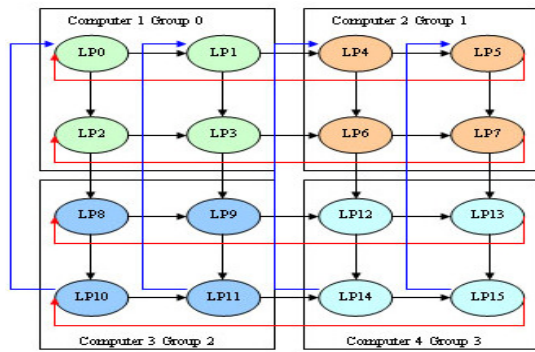 Computer 1 Group 0
Computer 2 Group 1
LP0
LP1
LP4
LP5
LP2
LP3
LP6
LP7
LP8
LP9
LP12
LP13
LP10
LP11
LP14
LP15
Computer 3 Group 2
Computer 4 Group 3